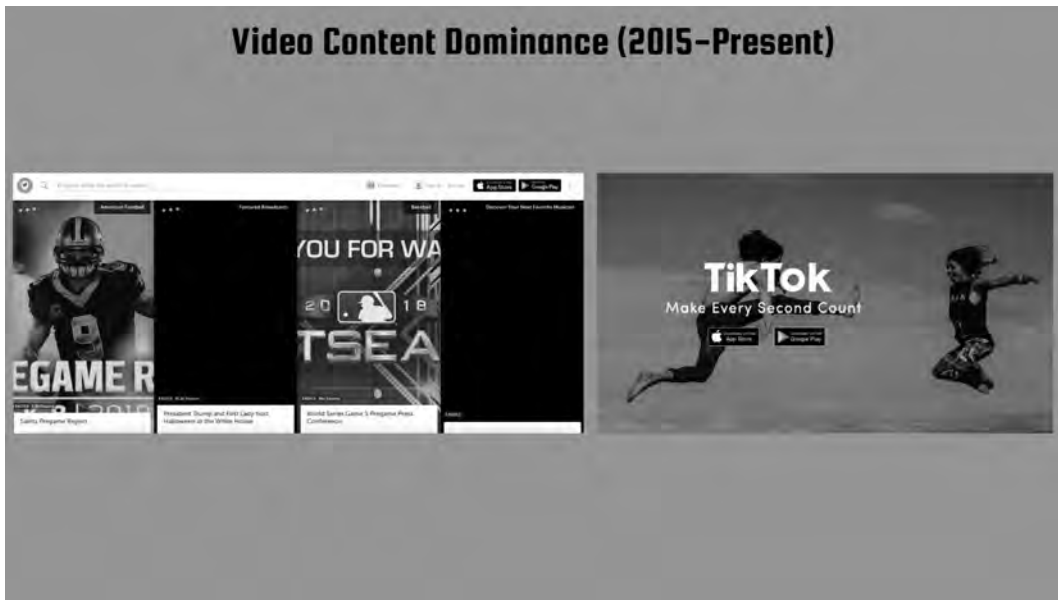 Video Content Dominance (2015-Present)
App Store
Google Play
American Football
Featured Broadcasts
Baseball
Discover Your Next Favorite Musician
YOU FOR WA
20 18
TSEA
9
EGAME R
Saints Pregame Report
President Trump and First Lady host
Halloween at the White House
World Series Game 5 Pregame Press
Conference
TikTok
Make Every Second Count
App Store
Google Play